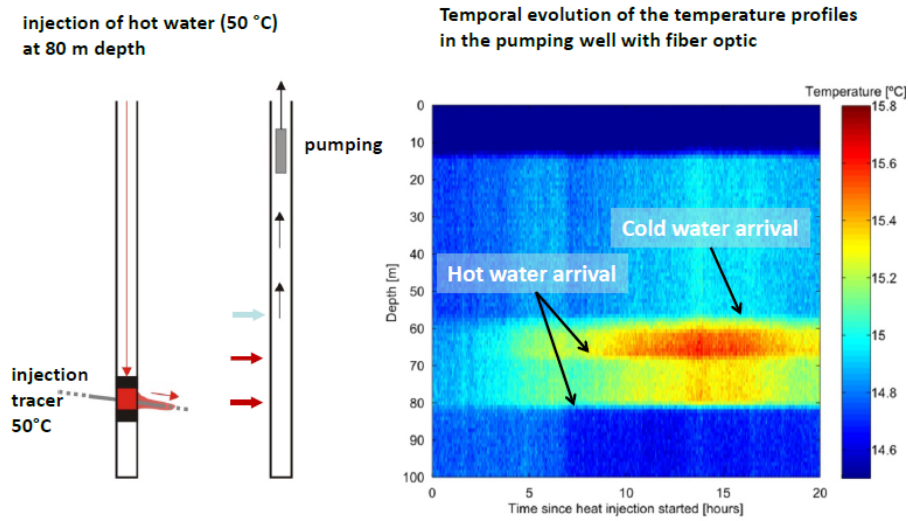 injection of hot water (50 °C)
at 80 m depth
pumping
injection
tracer
50°C
Temporal evolution of the temperature profiles
in the pumping well with fiber optic
Temperature [ºC]
0
10
20
30
40
50
60
70
80
90
100
Depth [m]
Cold water arrival
Hot water arrival
0
5
10
15
20
Time since heat injection started [hours]
15.8
15.6
15.4
15.2
15
14.8
14.6